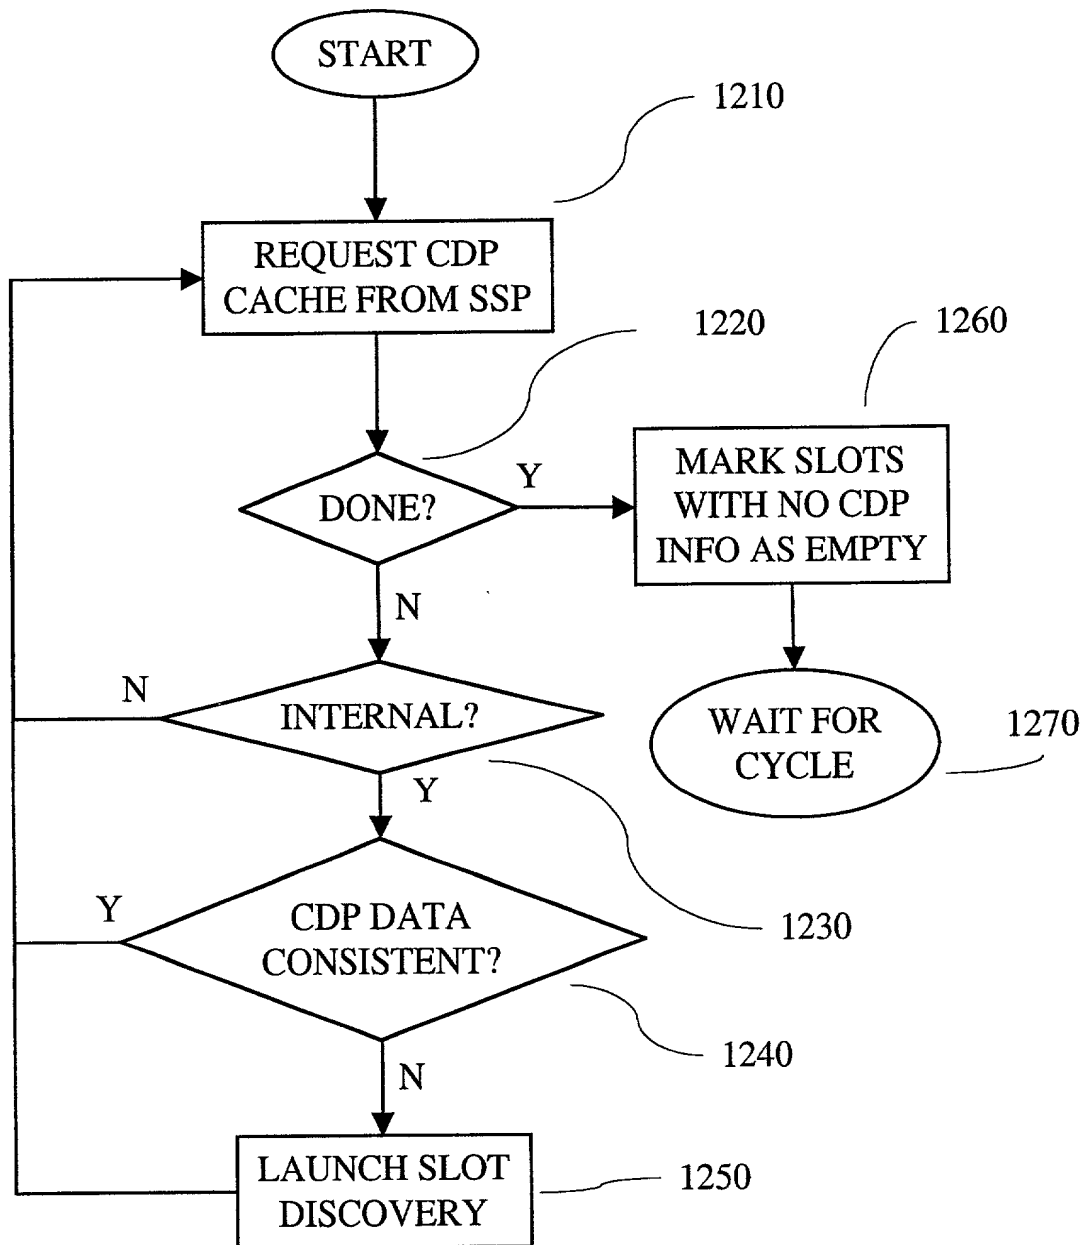 START
1210
REQUEST CDP
CACHE FROM SSP
1220
1260
MARK SLOTS
WITH NO CDP
INFO AS EMPTY
Y
DONE?
N
N
INTERNAL?
WAIT FOR
CYCLE
1270
Y
Y
CDP DATA
CONSISTENT?
1230
1240
N
LAUNCH SLOT
DISCOVERY
1250